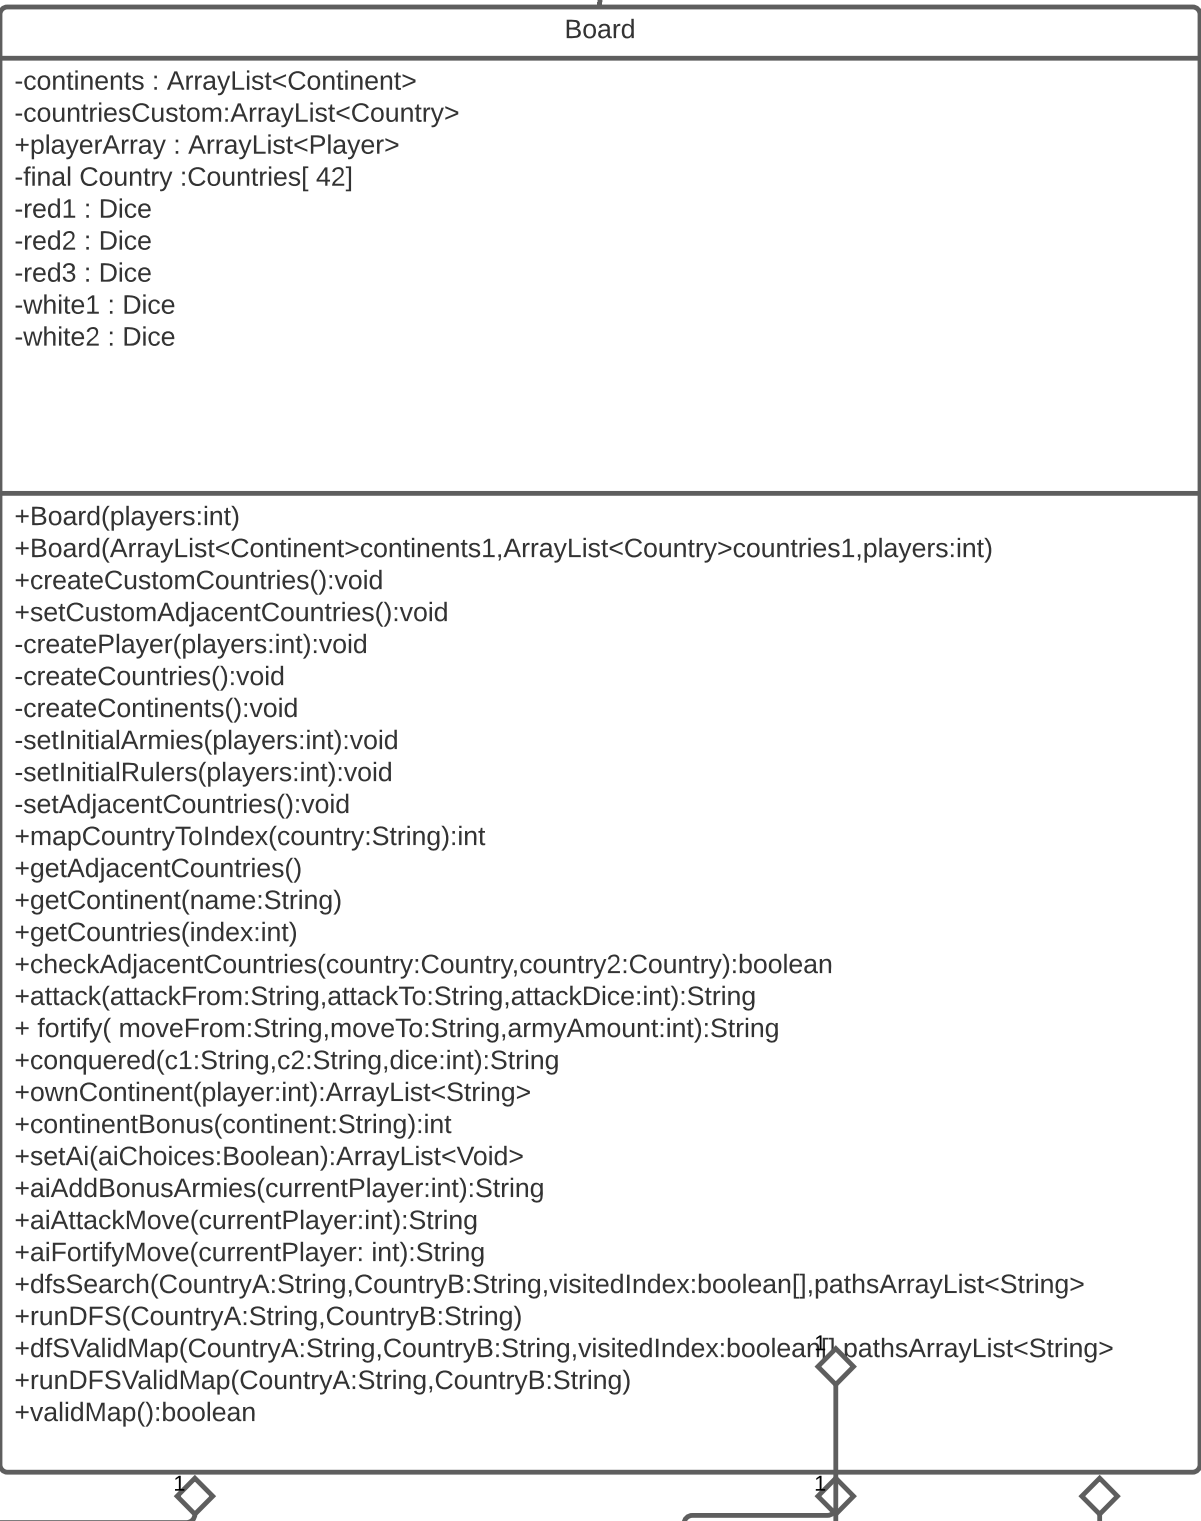 Board
-continents : ArrayList<Continent>
-countriesCustom:ArrayList<Country>
+playerArray : ArrayList<Player>
-final Country :Countries[ 42]
-red1 : Dice
-red2 : Dice
-red3 : Dice
-white1 : Dice
-white2 : Dice
+Board(players:int)
+Board(ArrayList<Continent>continents1,ArrayList<Country>countries1,players:int)
+createCustomCountries():void
+setCustomAdjacentCountries():void
-createPlayer(players:int):void
-createCountries():void
-createContinents():void
-setInitialArmies(players:int):void
-setInitialRulers(players:int):void
-setAdjacentCountries():void
+mapCountryToIndex(country:String):int
+getAdjacentCountries()
+getContinent(name:String)
+getCountries(index:int)
+checkAdjacentCountries(country:Country,country2:Country):boolean
+attack(attackFrom:String,attackTo:String,attackDice:int):String
+ fortify( moveFrom:String,moveTo:String,armyAmount:int):String
+conquered(c1:String,c2:String,dice:int):String
+ownContinent(player:int):ArrayList<String>
+continentBonus(continent:String):int
+setAi(aiChoices:Boolean):ArrayList<Void>
+aiAddBonusArmies(currentPlayer:int):String
+aiAttackMove(currentPlayer:int):String
+aiFortifyMove(currentPlayer: int):String
+dfsSearch(CountryA:String,CountryB:String,visitedIndex:boolean[],pathsArrayList<String>
+runDFS(CountryA:String,CountryB:String)
1
+dfSValidMap(CountryA:String,CountryB:String,visitedIndex:boolean[],pathsArrayList<String>
+runDFSValidMap(CountryA:String,CountryB:String)
+validMap():boolean
1
1